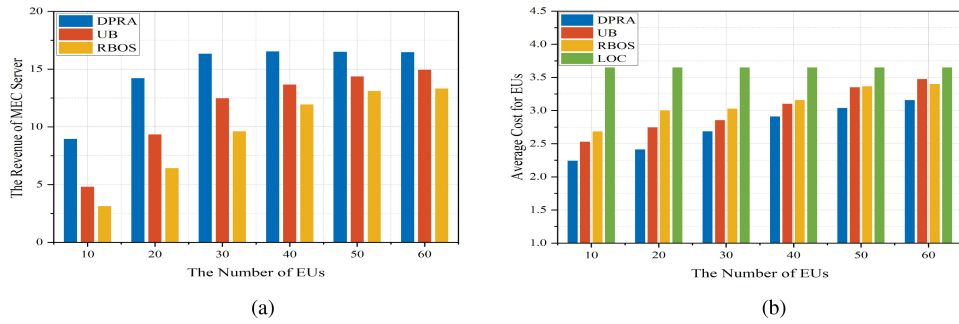 20
15
10
5
0
The Revenue of MEC Server
DPRA
UB
RBOS
10 20 30 40 50 60
The Number of EUs
(a)
4.5
4.0
3.5
3.0
2.5
2.0
1.5
1.0
Average Cost for EUs
DPRA
UB
RBOS
LOC
10 20 30 40 50 60
The Number of EUs
(b)